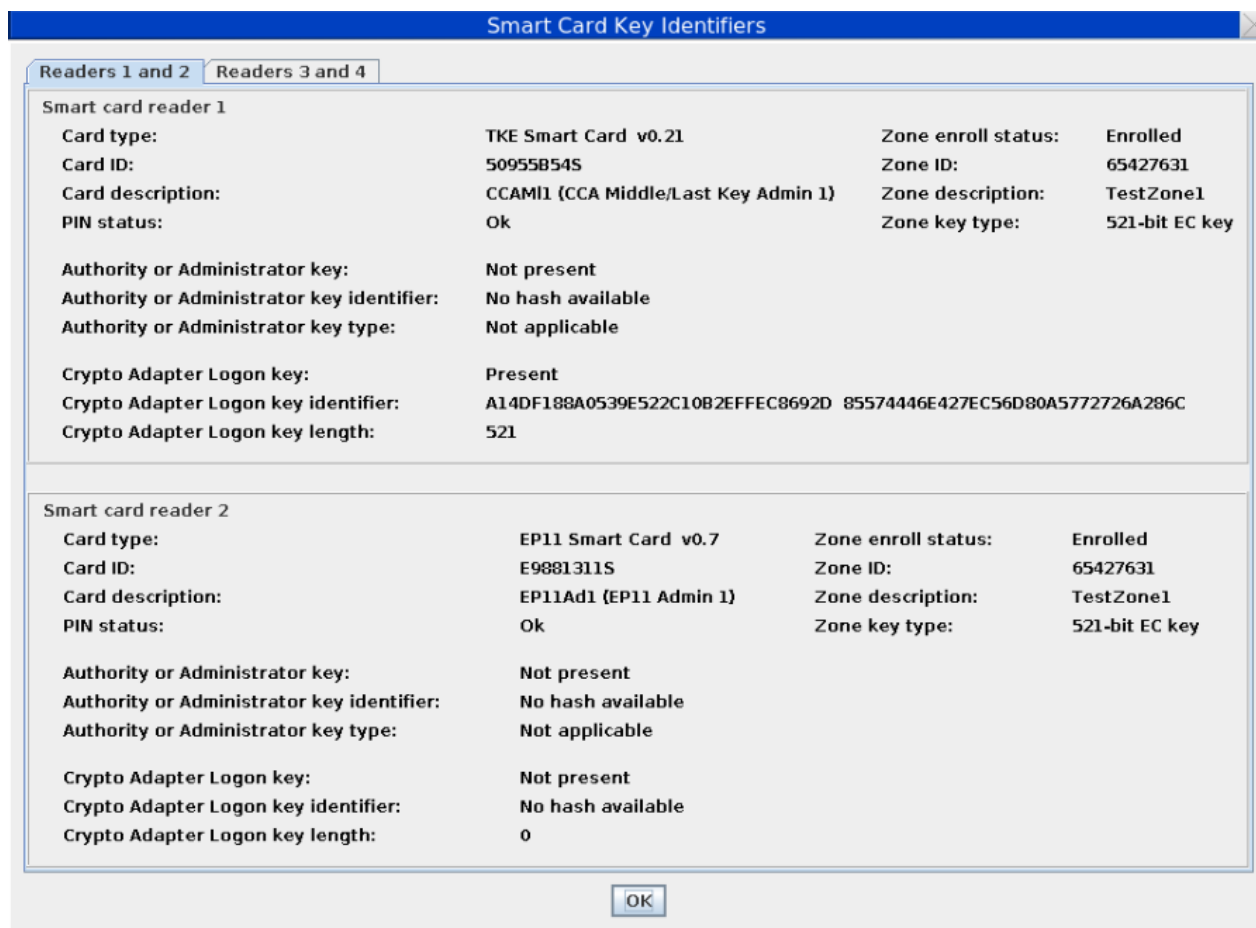 Smart Card Key Identifiers
Readers 1 and 2 Readers 3 and 4
Smart card reader 1
Card type: TKE Smart Card v0.21 Zone enroll status: Enrolled
Card ID: 50955B54S Zone ID: 65427631
Card description: CCAMl1 (CCA Middle/Last Key Admin 1) Zone description: TestZone1
PIN status: Ok Zone key type: 521-bit EC key
Authority or Administrator key: Not present
Authority or Administrator key identifier: No hash available
Authority or Administrator key type: Not applicable
Crypto Adapter Logon key: Present
Crypto Adapter Logon key identifier: A14DF188A0539E522C10B2EFFEC8692D 85574446E427EC56D80A5772726A286C
Crypto Adapter Logon key length: 521
Smart card reader 2
Card type: EP11 Smart Card v0.7 Zone enroll status: Enrolled
Card ID: E9881311S Zone ID: 65427631
Card description: EP11Ad1 (EP11 Admin 1) Zone description: TestZone1
PIN status: Ok Zone key type: 521-bit EC key
Authority or Administrator key: Not present
Authority or Administrator key identifier: No hash available
Authority or Administrator key type: Not applicable
Crypto Adapter Logon key: Not present
Crypto Adapter Logon key identifier: No hash available
Crypto Adapter Logon key length: 0
OK